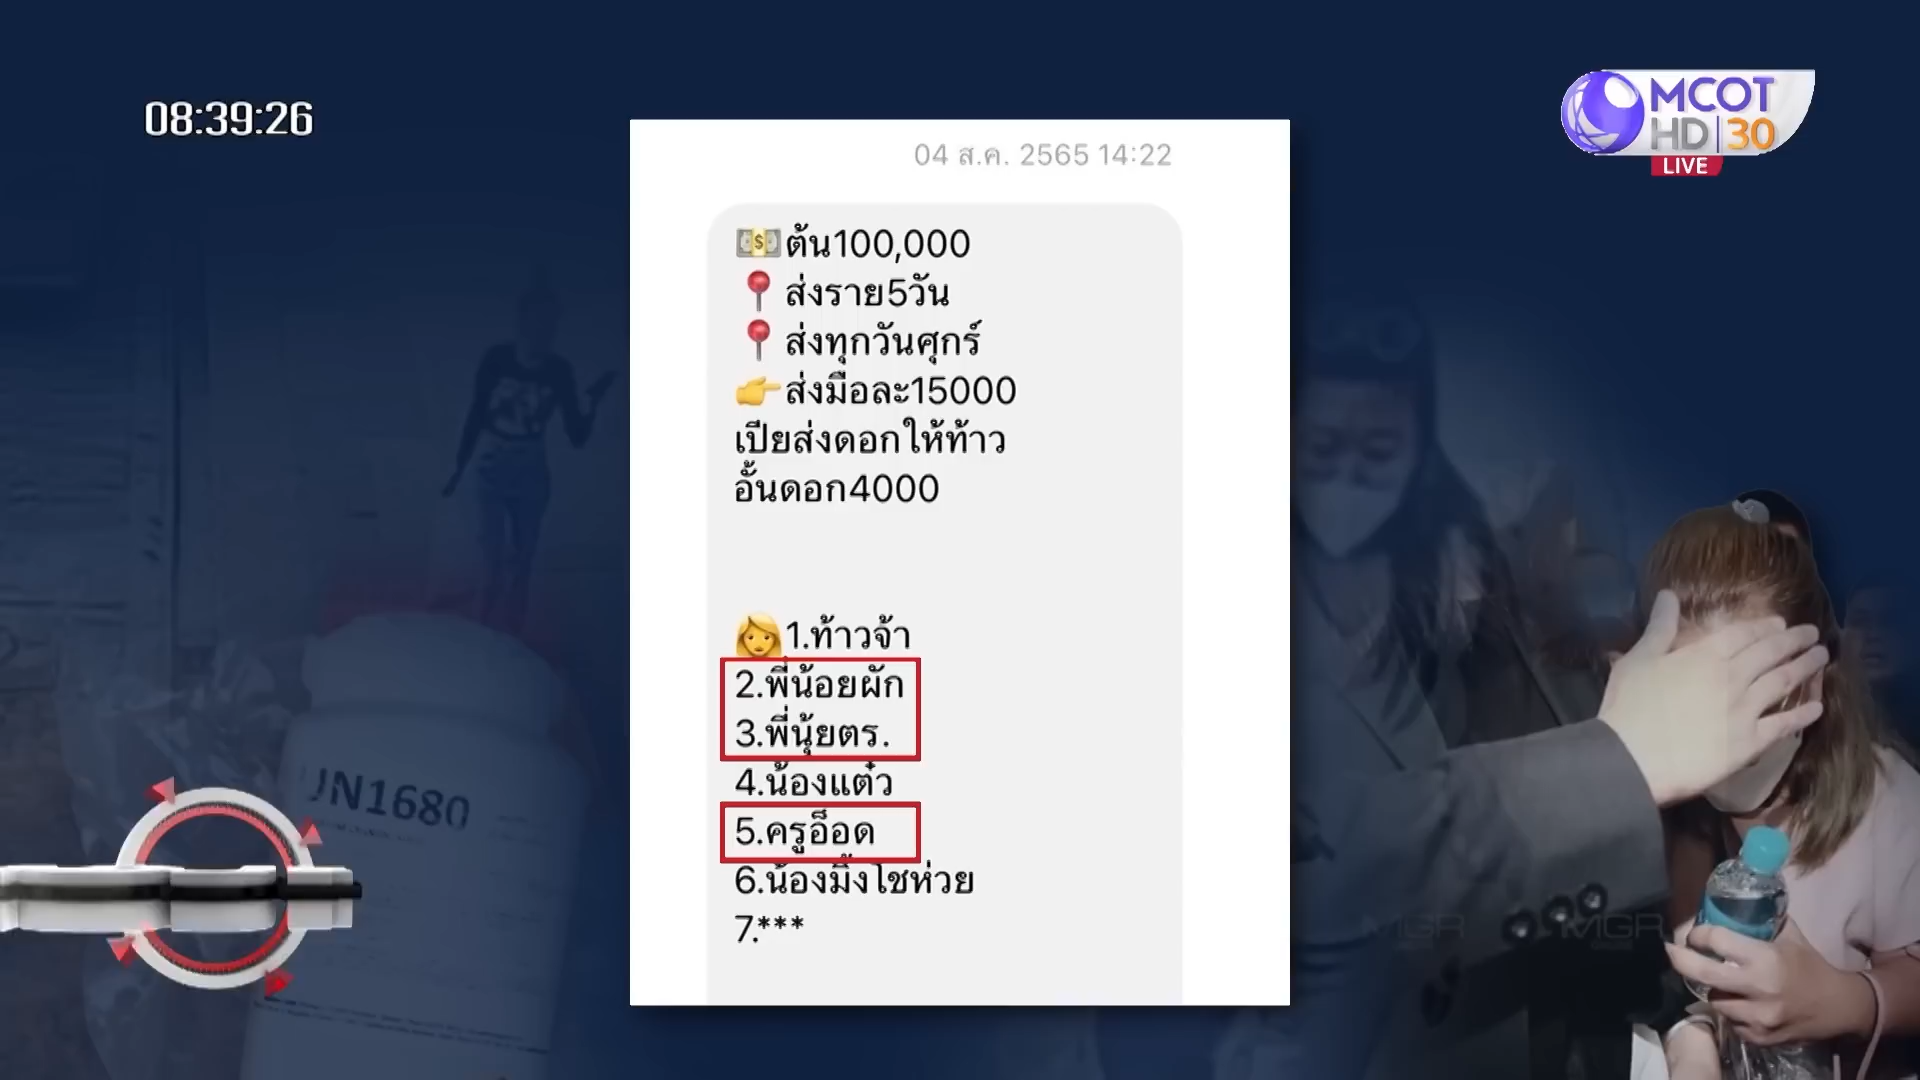 08:39:26
MCOT
HD 30
LIVE
04 ส.ค. 2565 14:22
ต้น100,000
ส่งราย5วัน
ส่งทุกวันศุกร์
ส่งมือละ15000
เปียส่งดอกให้ท้าว
อั้นดอก4000
1.ท้าวจ้า
2.พี่น้อยผัก
3.พี่นุ้ยตร.
4.น้องแต๋ว
5.ครูอ็อด
6.น้องมิ้งโชห่วย
7.***
UN1680
MGR
MGR